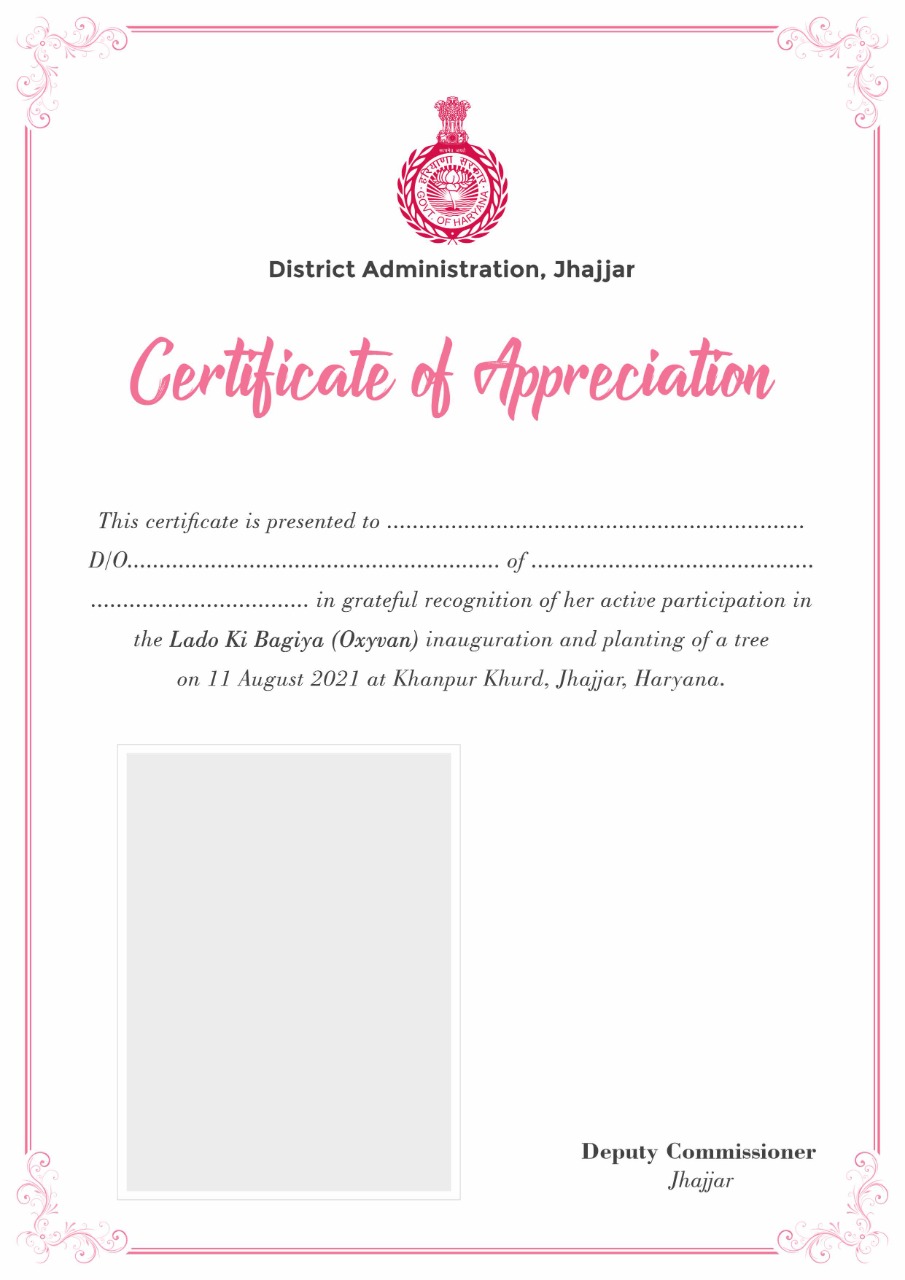 सत्यमेव जयते
हरियाणा सरकार
GOVT. OF HARYANA
District Administration, Jhajjar
Certificate of Appreciation
This certificate is presented to .................................................................
D/O.......................................................... of ............................................
.................................. in grateful recognition of her active participation in
the Lado Ki Bagiya (Oxyvan) inauguration and planting of a tree
on 11 August 2021 at Khanpur Khurd, Jhajjar, Haryana.
Deputy Commissioner
Jhajjar